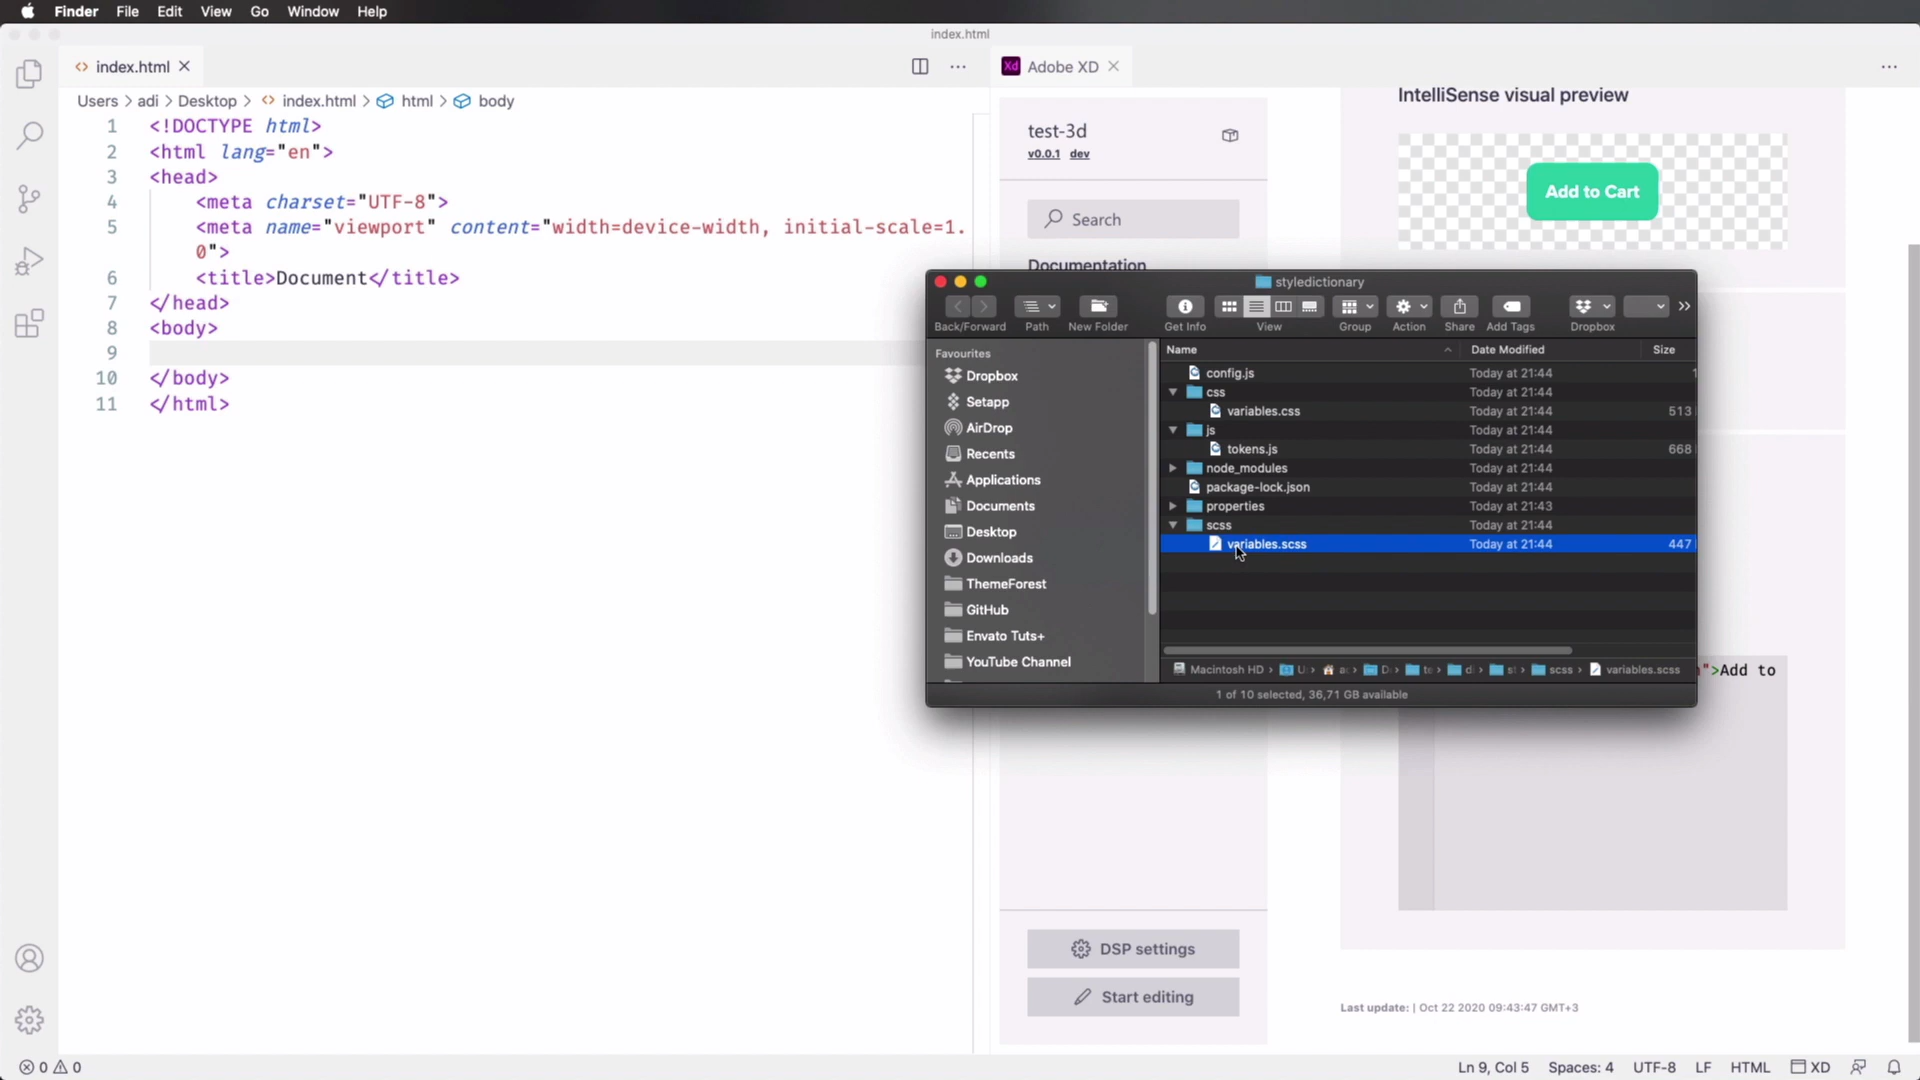 Finder File Edit View Go Window Help
index.html
index.html
Users > adi > Desktop > index.html > html > body
1 <!DOCTYPE html>
2 <html lang="en">
3 <head>
4 <meta charset="UTF-8">
5 <meta name="viewport" content="width=device-width, initial-scale=1.
0">
6 <title>Document</title>
7 </head>
8 <body>
9
10 </body>
11 </html>
Xd Adobe XD
test-3d
v0.0.1 dev
Search
Documentation
IntelliSense visual preview
Add to Cart
styledictionary
Back/Forward Path New Folder Get Info View Group Action Share Add Tags Dropbox
Favourites
Dropbox
Setapp
AirDrop
Recents
Applications
Documents
Desktop
Downloads
ThemeForest
GitHub
Envato Tuts+
YouTube Channel
Name Date Modified Size
config.js Today at 21:44 1
css Today at 21:44
variables.css Today at 21:44 513
js Today at 21:44
tokens.js Today at 21:44 668
node_modules Today at 21:44
package-lock.json Today at 21:44
properties Today at 21:43
scss Today at 21:44
variables.scss Today at 21:44 447
Macintosh HD > U > ac > D > te > d > st > scss > variables.scss
1 of 10 selected, 36,71 GB available
">Add to
DSP settings
Start editing
Last update: | Oct 22 2020 09:43:47 GMT+3
0 0
Ln 9, Col 5 Spaces: 4 UTF-8 LF HTML XD